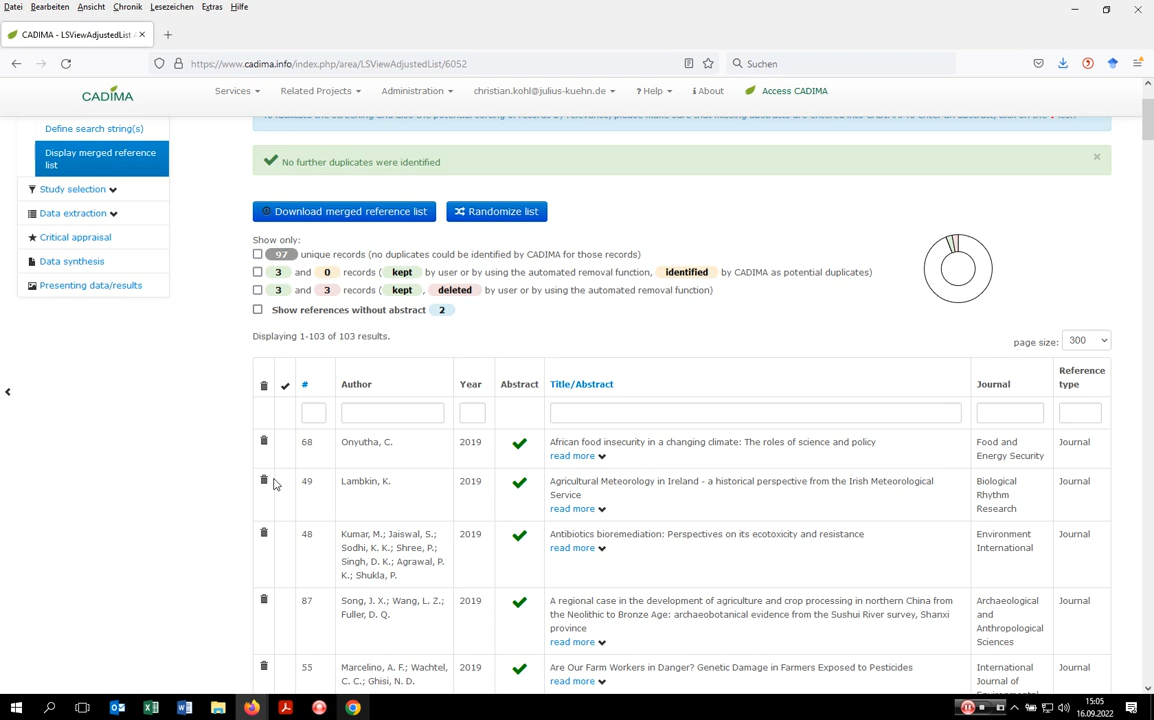 Datei Bearbeiten Ansicht Chronik Lesezeichen Extras Hilfe
CADIMA - LSViewAdjustedList
https://www.cadima.info/index.php/area/LSViewAdjustedList/6052
Suchen
CADIMA
Services Related Projects Administration christian.kohl@julius-kuehn.de ? Help i About Access CADIMA
Define search string(s)
Display merged reference
list
Study selection
Data extraction
Critical appraisal
Data synthesis
Presenting data/results
No further duplicates were identified
Download merged reference list
Randomize list
Show only:
97 unique records (no duplicates could be identified by CADIMA for those records)
3 and 0 records ( kept by user or by using the automated removal function, identified by CADIMA as potential duplicates)
3 and 3 records ( kept , deleted by user or by using the automated removal function)
Show references without abstract 2
Displaying 1-103 of 103 results.
page size: 300
# Author Year Abstract Title/Abstract Journal Reference
type
68 Onyutha, C. 2019 African food insecurity in a changing climate: The roles of science and policy Food and Journal
read more Energy Security
49 Lambkin, K. 2019 Agricultural Meteorology in Ireland - a historical perspective from the Irish Meteorological Biological Journal
Service Rhythm
read more Research
48 Kumar, M.; Jaiswal, S.; 2019 Antibiotics bioremediation: Perspectives on its ecotoxicity and resistance Environment Journal
Sodhi, K. K.; Shree, P.; read more International
Singh, D. K.; Agrawal, P.
K.; Shukla, P.
87 Song, J. X.; Wang, L. Z.; 2019 A regional case in the development of agriculture and crop processing in northern China from Archaeological Journal
Fuller, D. Q. the Neolithic to Bronze Age: archaeobotanical evidence from the Sushui River survey, Shanxi and
province Anthropological
read more Sciences
55 Marcelino, A. F.; Wachtel, 2019 Are Our Farm Workers in Danger? Genetic Damage in Farmers Exposed to Pesticides International Journal
C. C.; Ghisi, N. D. read more Journal of
15:05
16.09.2022